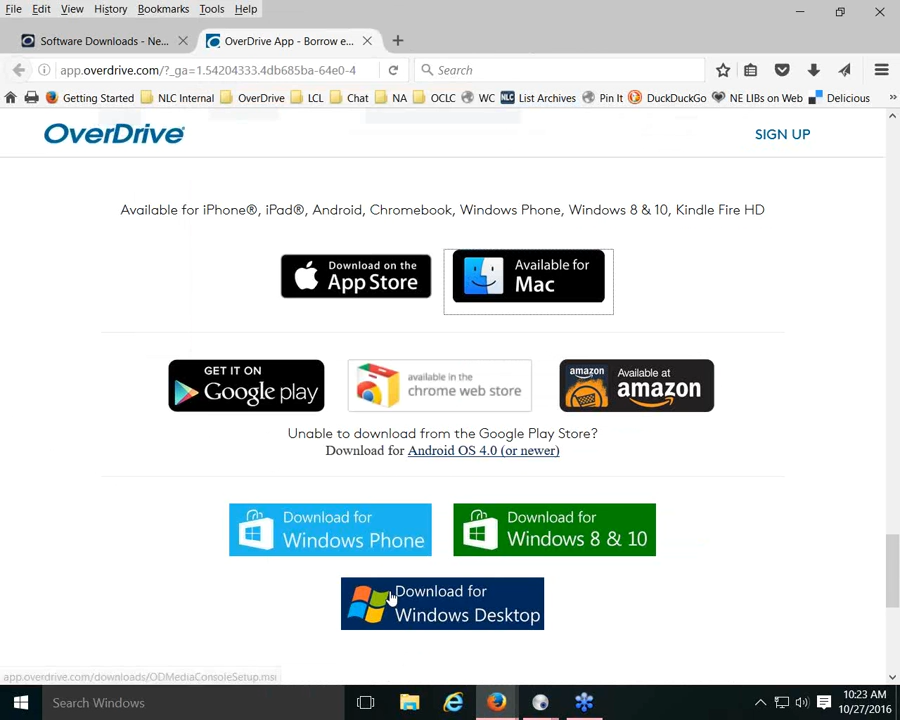 File Edit View History Bookmarks Tools Help
Software Downloads - Ne...
OverDrive App - Borrow e...
app.overdrive.com/?_ga=1.54204333.4db685ba-64e0-4
Search
Getting Started NLC Internal OverDrive LCL Chat NA OCLC WC NLC List Archives Pin It DuckDuckGo NE LIBs on Web Delicious
OverDrive
SIGN UP
Available for iPhone®, iPad®, Android, Chromebook, Windows Phone, Windows 8 & 10, Kindle Fire HD
Download on the
App Store
Available for
Mac
GET IT ON
Google play
available in the
chrome web store
amazon
Available at
amazon
Unable to download from the Google Play Store?
Download for Android OS 4.0 (or newer)
Download for
Windows Phone
Download for
Windows 8 & 10
Download for
Windows Desktop
app.overdrive.com/downloads/ODMediaConsoleSetup.msi
Search Windows
10:23 AM
10/27/2016